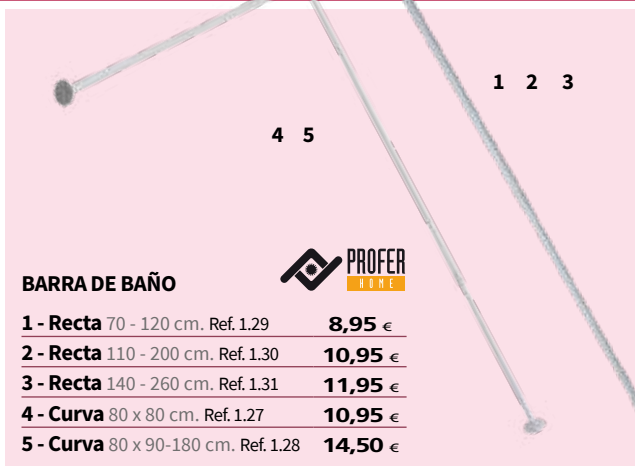 1 2 3
4 5
PROFER
HOME
BARRA DE BAÑO
1 - Recta 70 - 120 cm. Ref. 1.29 8,95 €
2 - Recta 110 - 200 cm. Ref. 1.30 10,95 €
3 - Recta 140 - 260 cm. Ref. 1.31 11,95 €
4 - Curva 80 x 80 cm. Ref. 1.27 10,95 €
5 - Curva 80 x 90-180 cm. Ref. 1.28 14,50 €